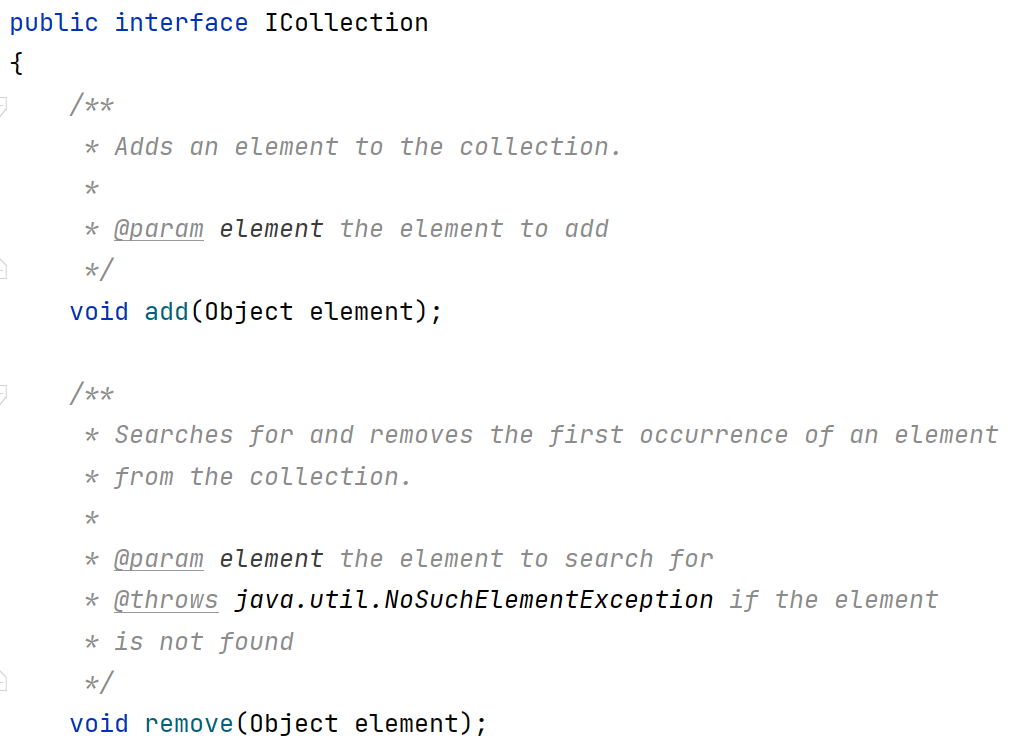 public interface ICollection
{
/**
* Adds an element to the collection.
*
* @param element the element to add
*/
void add(Object element);
/**
* Searches for and removes the first occurrence of an element
* from the collection.
*
* @param element the element to search for
* @throws java.util.NoSuchElementException if the element
* is not found
*/
void remove(Object element);